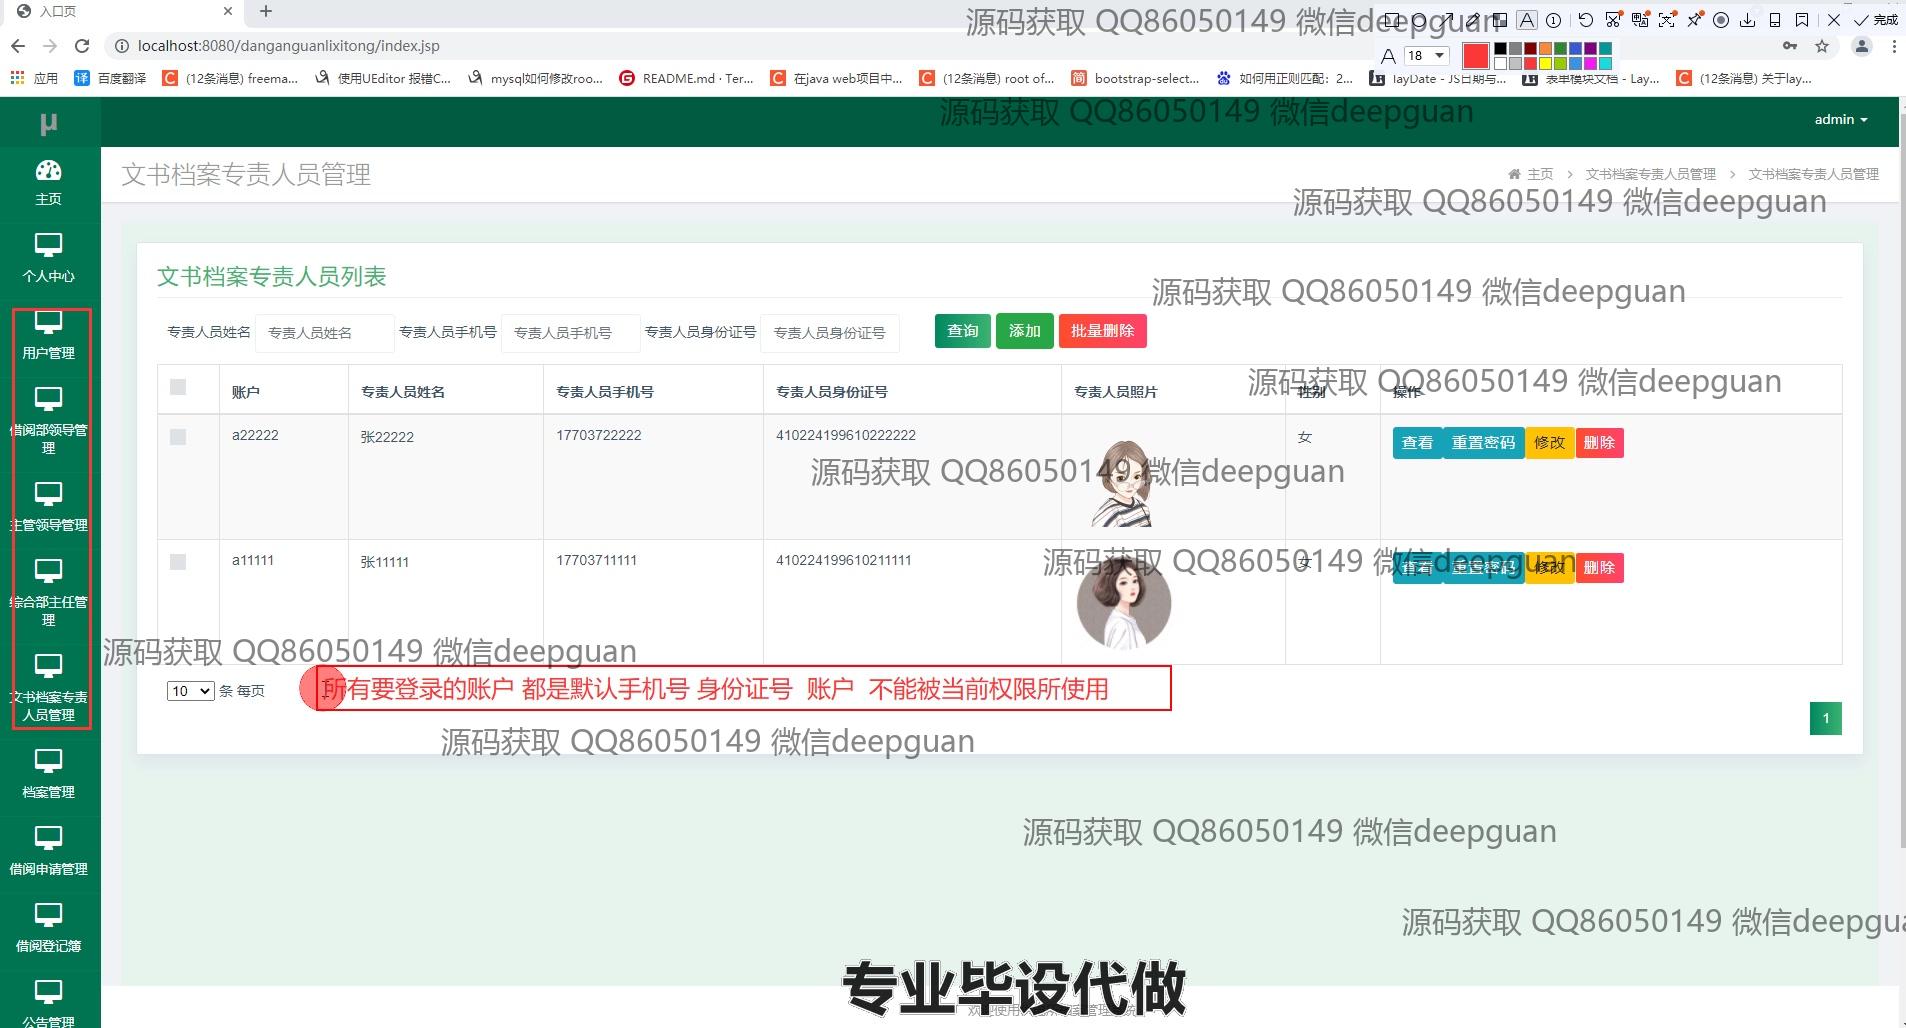 入口页
源码获取 QQ86050149 微信deepguan
完成
localhost:8080/danganguanlixitong/index.jsp
18
应用
译 百度翻译
(12条消息) freema...
使用UEditor 报错C...
mysql如何修改roo...
README.md · Ter...
在java web项目中...
(12条消息) root of...
简 bootstrap-select...
如何用正则匹配：2...
layDate - JS日期与...
表单模块文档 - Lay...
(12条消息) 关于lay...
μ
源码获取 QQ86050149 微信deepguan
admin
文书档案专责人员管理
主页 > 文书档案专责人员管理 > 文书档案专责人员管理
源码获取 QQ86050149 微信deepguan
主页
个人中心
用户管理
借阅部领导管理
主管领导管理
综合部主任管理
文书档案专责人员管理
档案管理
借阅申请管理
借阅登记簿
公告管理
文书档案专责人员列表
源码获取 QQ86050149 微信deepguan
专责人员姓名 专责人员姓名 专责人员手机号 专责人员手机号 专责人员身份证号 专责人员身份证号 查询 添加 批量删除
账户 专责人员姓名 专责人员手机号 专责人员身份证号 专责人员照片 性别 操作
源码获取 QQ86050149 微信deepguan
a22222 张22222 17703722222 410224199610222222 女 查看 重置密码 修改 删除
源码获取 QQ86050149 微信deepguan
a11111 张11111 17703711111 410224199610211111 女 查看 重置密码 修改 删除
源码获取 QQ86050149 微信deepguan
源码获取 QQ86050149 微信deepguan
10 条 每页
所有要登录的账户 都是默认手机号 身份证号 账户 不能被当前权限所使用
1
源码获取 QQ86050149 微信deepguan
源码获取 QQ86050149 微信deepguan
源码获取 QQ86050149 微信deepgua
专业毕设代做